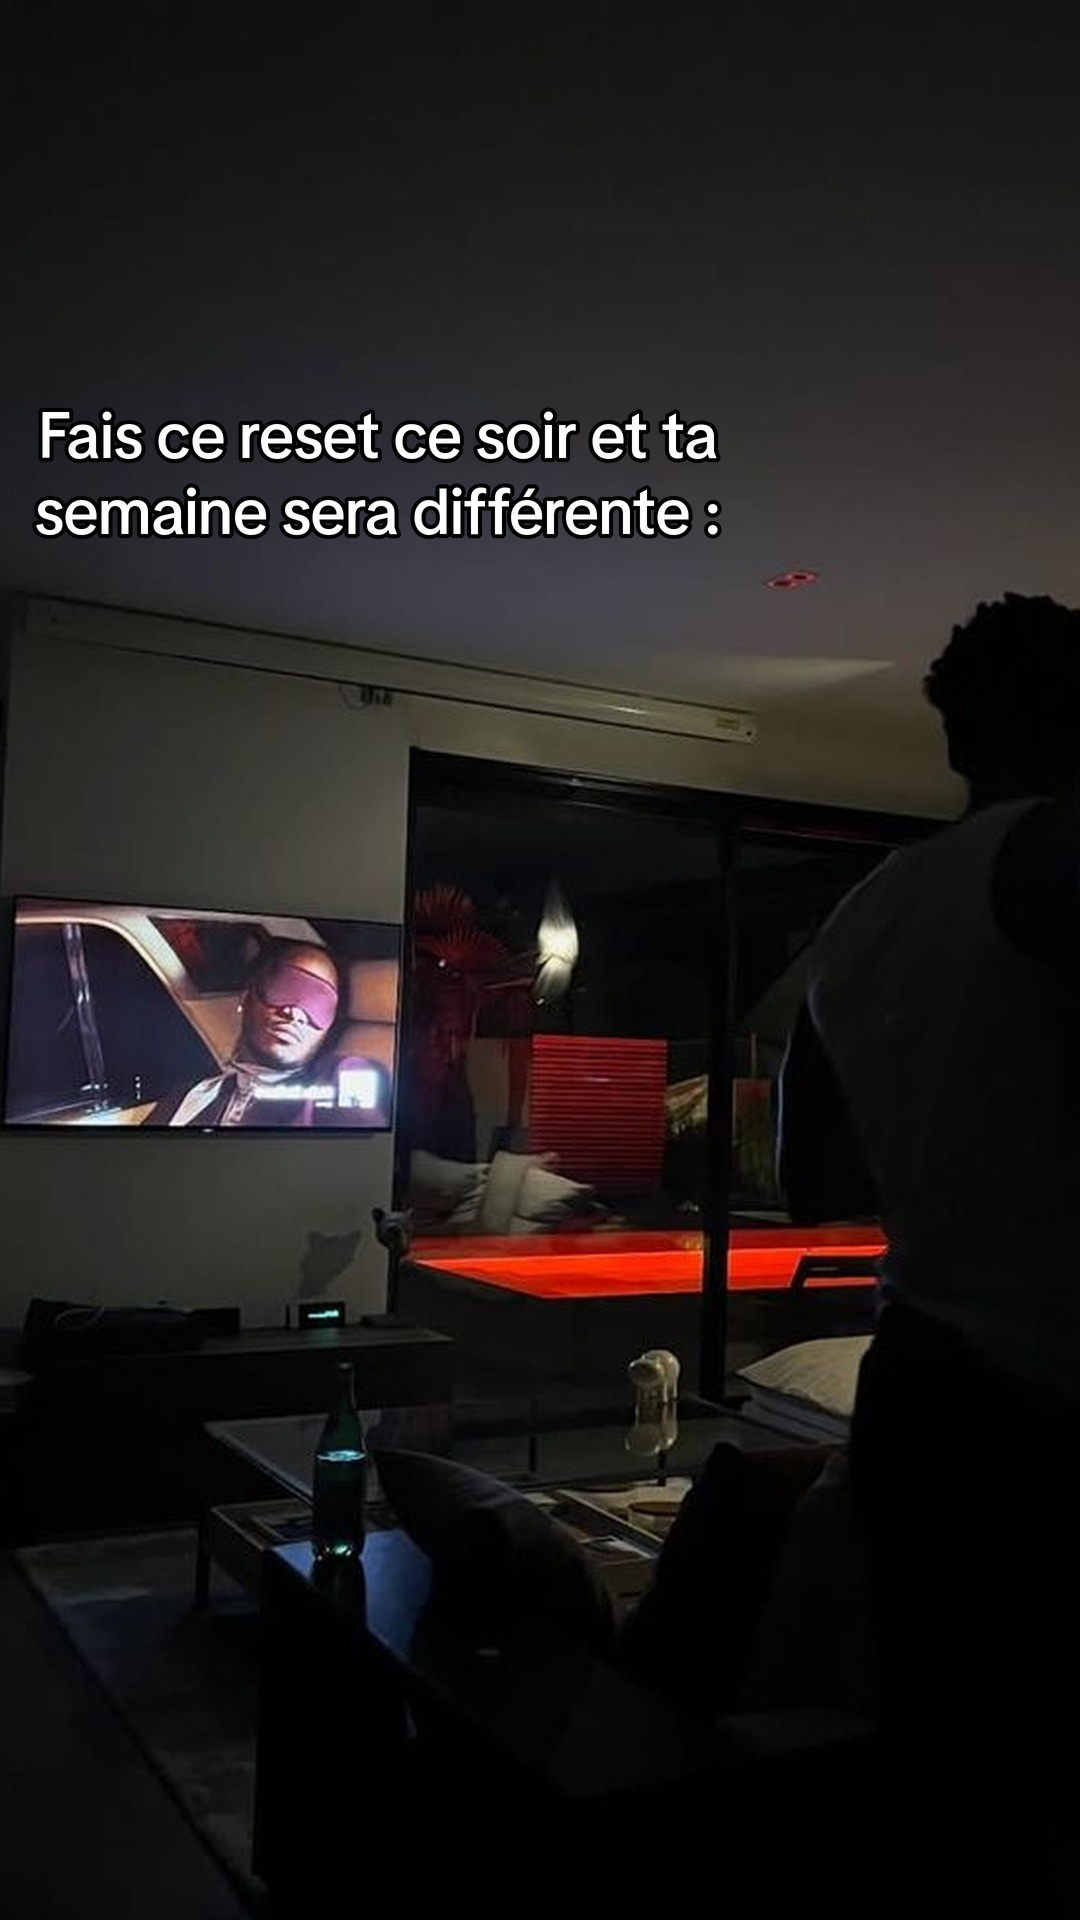 Fais ce reset ce soir et ta
semaine sera différente :